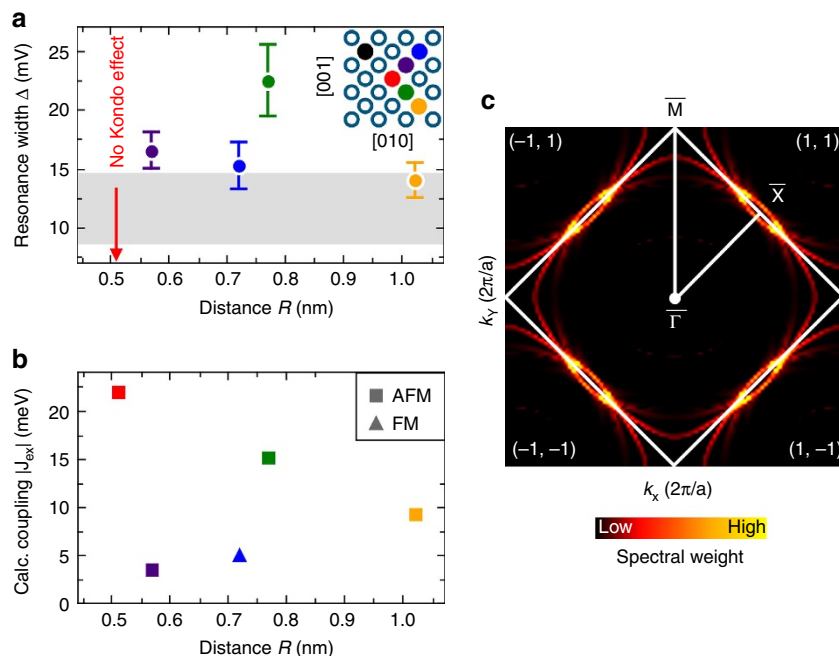 a
Resonance width Δ (mV)
25
20
15
10
No Kondo effect
[001]
[010]
0.5 0.6 0.7 0.8 0.9 1.0
Distance R (nm)
b
Calc. coupling |Jex| (meV)
20
15
10
5
0
AFM
FM
0.5 0.6 0.7 0.8 0.9 1.0
Distance R (nm)
c
M̅
(−1, 1) (1, 1)
X̅
Γ̅
(−1, −1) (1, −1)
kY (2π/a)
kx (2π/a)
Low High
Spectral weight